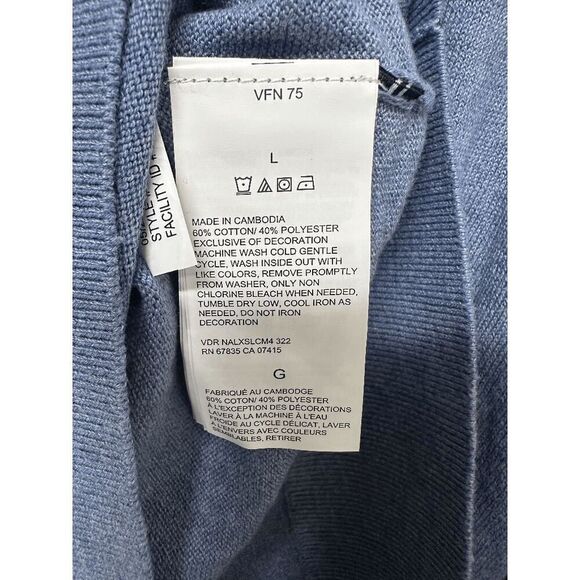 VFN 75
L
MADE IN CAMBODIA
60% COTTON/ 40% POLYESTER
EXCLUSIVE OF DECORATION
MACHINE WASH COLD GENTLE
CYCLE, WASH INSIDE OUT WITH
LIKE COLORS, REMOVE PROMPTLY
FROM WASHER, ONLY NON
CHLORINE BLEACH WHEN NEEDED,
TUMBLE DRY LOW, COOL IRON AS
NEEDED, DO NOT IRON
DECORATION
VDR NALXSLCM4 322
RN 67835 CA 07415
G
FABRIQUÉ AU CAMBODGE
60% COTON/ 40% POLYESTER
À L'EXCEPTION DES DÉCORATIONS
LAVER À LA MACHINE À L'EAU
FROIDE AU CYCLE DÉLICAT, LAVER
À L'ENVERS AVEC COULEURS
SEMBLABLES, RETIRER
STYLE
FACILITY ID